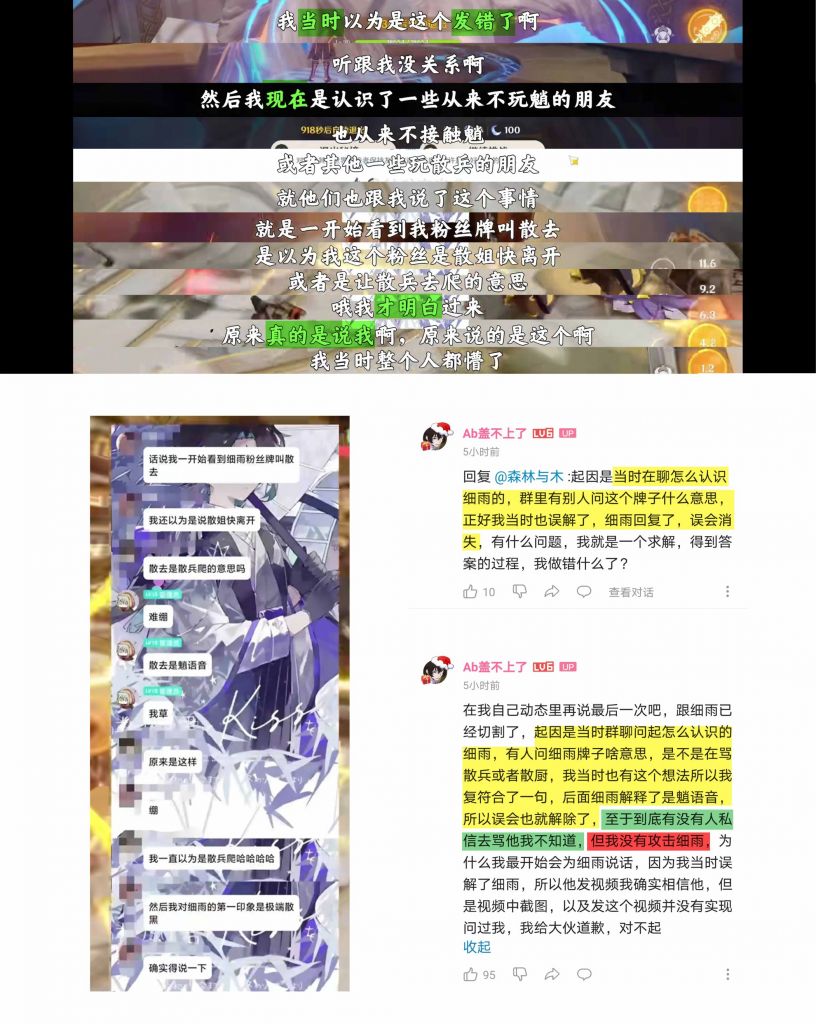 我当时以为是这个发错了啊
听跟我没关系啊
然后我现在是认识了一些从来不玩魈的朋友
918秒后自动退
100
也从来不接触魈
或者其他一些玩散兵的朋友
就他们也跟我说了这个事情
就是一开始看到我粉丝牌叫散去
是以为我这个粉丝是散姐快离开
11.6
或者是让散兵去爬的意思
9.2
哦我才明白过来
6.3
原来真的是说我啊，原来说的是这个啊
4.2
我当时整个人都懵了
1.2
话说我一开始看到细雨粉丝牌叫散
去
我还以为是说散姐快离开
散去是散兵爬的意思吗
难绷
散去是魈语音
我草
Kiss
原来是这样
绷
我一直以为是散兵爬哈哈哈哈
然后我对细雨的第一印象是极端散
黑
确实得说一下
Ab盖不上了 LV6 UP
5小时前
回复 @森林与木 :起因是当时在聊怎么认识
细雨的，群里有别人问这个牌子什么意思，
正好我当时也误解了，细雨回复了，误会消
失，有什么问题，我就是一个求解，得到答
案的过程，我做错什么了？
10 查看对话
Ab盖不上了 LV6 UP
5小时前
在我自己动态里再说最后一次吧，跟细雨已
经切割了，起因是当时群聊问起怎么认识的
细雨，有人问细雨牌子啥意思，是不是在骂
散兵或者散厨，我当时也有这个想法所以我
复符合了一句，后面细雨解释了是魈语音，
所以误会也就解除了，至于到底有没有人私
信去骂他我不知道，但我没有攻击细雨，为
什么我最开始会为细雨说话，因为我当时误
解了细雨，所以他发视频我确实相信他，但
是视频中截图，以及发这个视频并没有实现
问过我，我给大伙道歉，对不起
收起
95